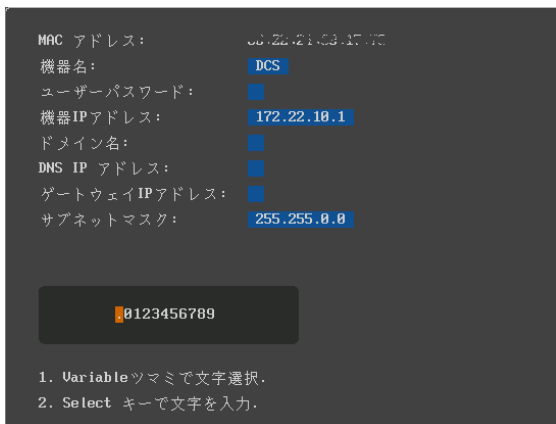 MAC アドレス:
機器名: DCS
ユーザーパスワード:
機器IPアドレス: 172.22.10.1
ドメイン名:
DNS IP アドレス:
ゲートウェイIPアドレス:
サブネットマスク: 255.255.0.0
.0123456789
1. Variableツマミで文字選択.
2. Select キーで文字を入力.